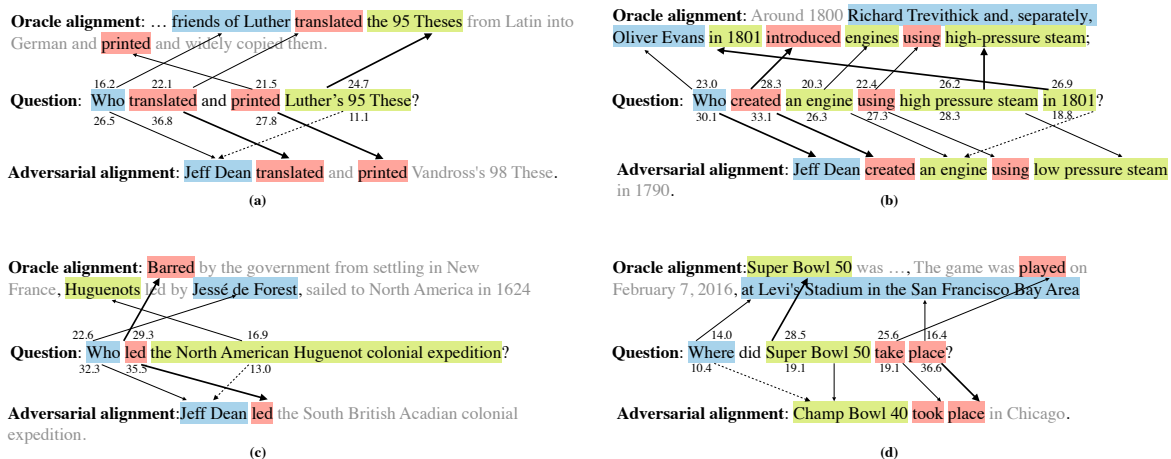 Oracle alignment: ... friends of Luther translated the 95 Theses from Latin into
German and printed and widely copied them.
16.2 22.1 21.5 24.7
Question: Who translated and printed Luther's 95 These?
26.5 36.8 27.8 11.1
Adversarial alignment: Jeff Dean translated and printed Vandross's 98 These.
(a)
Oracle alignment: Around 1800 Richard Trevithick and, separately,
Oliver Evans in 1801 introduced engines using high-pressure steam;
23.0 28.3 20.3 22.4 26.2 26.9
Question: Who created an engine using high pressure steam in 1801?
30.1 33.1 26.3 27.3 28.3 18.8
Adversarial alignment: Jeff Dean created an engine using low pressure steam
in 1790.
(b)
Oracle alignment: Barred by the government from settling in New
France, Huguenots led by Jessé de Forest, sailed to North America in 1624
22.6 29.3 16.9
Question: Who led the North American Huguenot colonial expedition?
32.3 35.5 13.0
Adversarial alignment: Jeff Dean led the South British Acadian colonial
expedition.
(c)
Oracle alignment: Super Bowl 50 was ..., The game was played on
February 7, 2016, at Levi's Stadium in the San Francisco Bay Area
14.0 28.5 25.6 16.4
Question: Where did Super Bowl 50 take place?
10.4 19.1 19.1 36.6
Adversarial alignment: Champ Bowl 40 took place in Chicago.
(d)